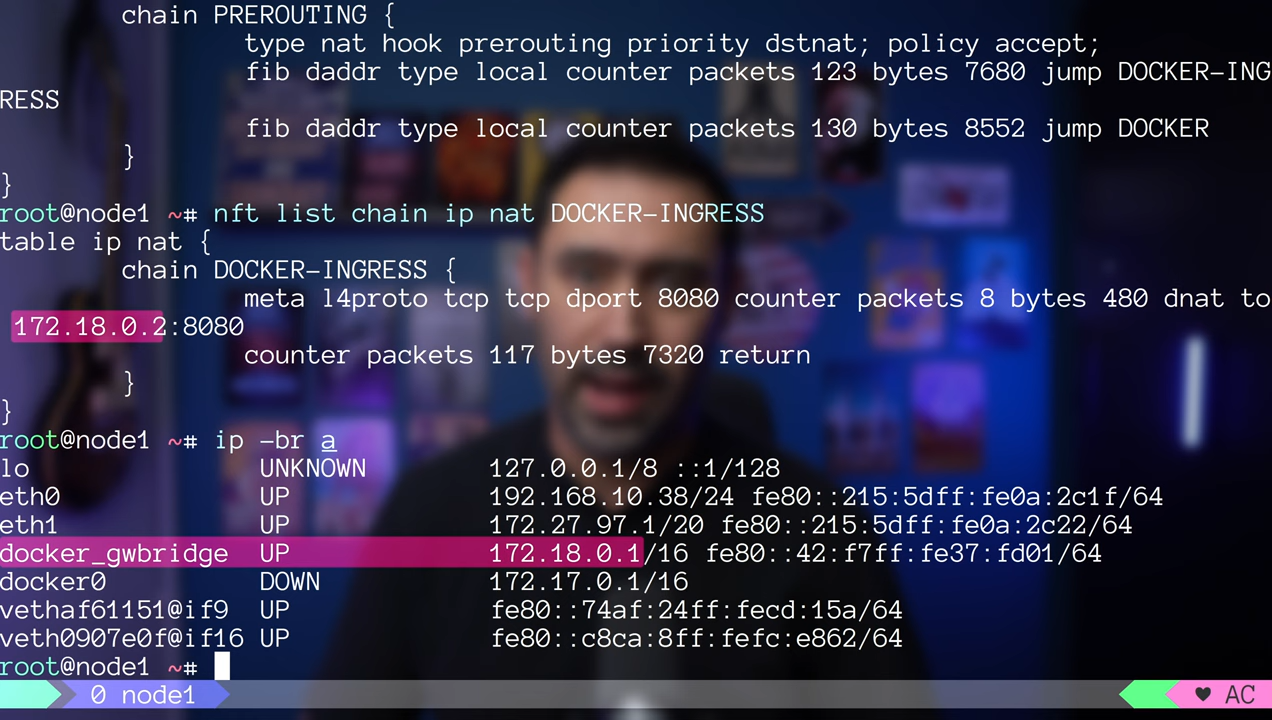 chain PREROUTING {
type nat hook prerouting priority dstnat; policy accept;
fib daddr type local counter packets 123 bytes 7680 jump DOCKER-ING
RESS
fib daddr type local counter packets 130 bytes 8552 jump DOCKER
}
}
root@node1 ~# nft list chain ip nat DOCKER-INGRESS
table ip nat {
chain DOCKER-INGRESS {
meta l4proto tcp tcp dport 8080 counter packets 8 bytes 480 dnat to
172.18.0.2:8080
counter packets 117 bytes 7320 return
}
}
root@node1 ~# ip -br a
lo UNKNOWN 127.0.0.1/8 ::1/128
eth0 UP 192.168.10.38/24 fe80::215:5dff:fe0a:2c1f/64
eth1 UP 172.27.97.1/20 fe80::215:5dff:fe0a:2c22/64
docker_gwbridge UP 172.18.0.1/16 fe80::42:f7ff:fe37:fd01/64
docker0 DOWN 172.17.0.1/16
vethaf61151@if9 UP fe80::74af:24ff:fecd:15a/64
veth0907e0f@if16 UP fe80::c8ca:8ff:fefc:e862/64
root@node1 ~#
0 node1 ♥ AC